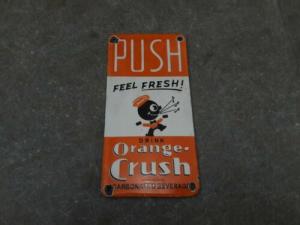 PUSH
FEEL FRESH!
DRINK
Orange-
Crush
CARBONATED BEVERAGE